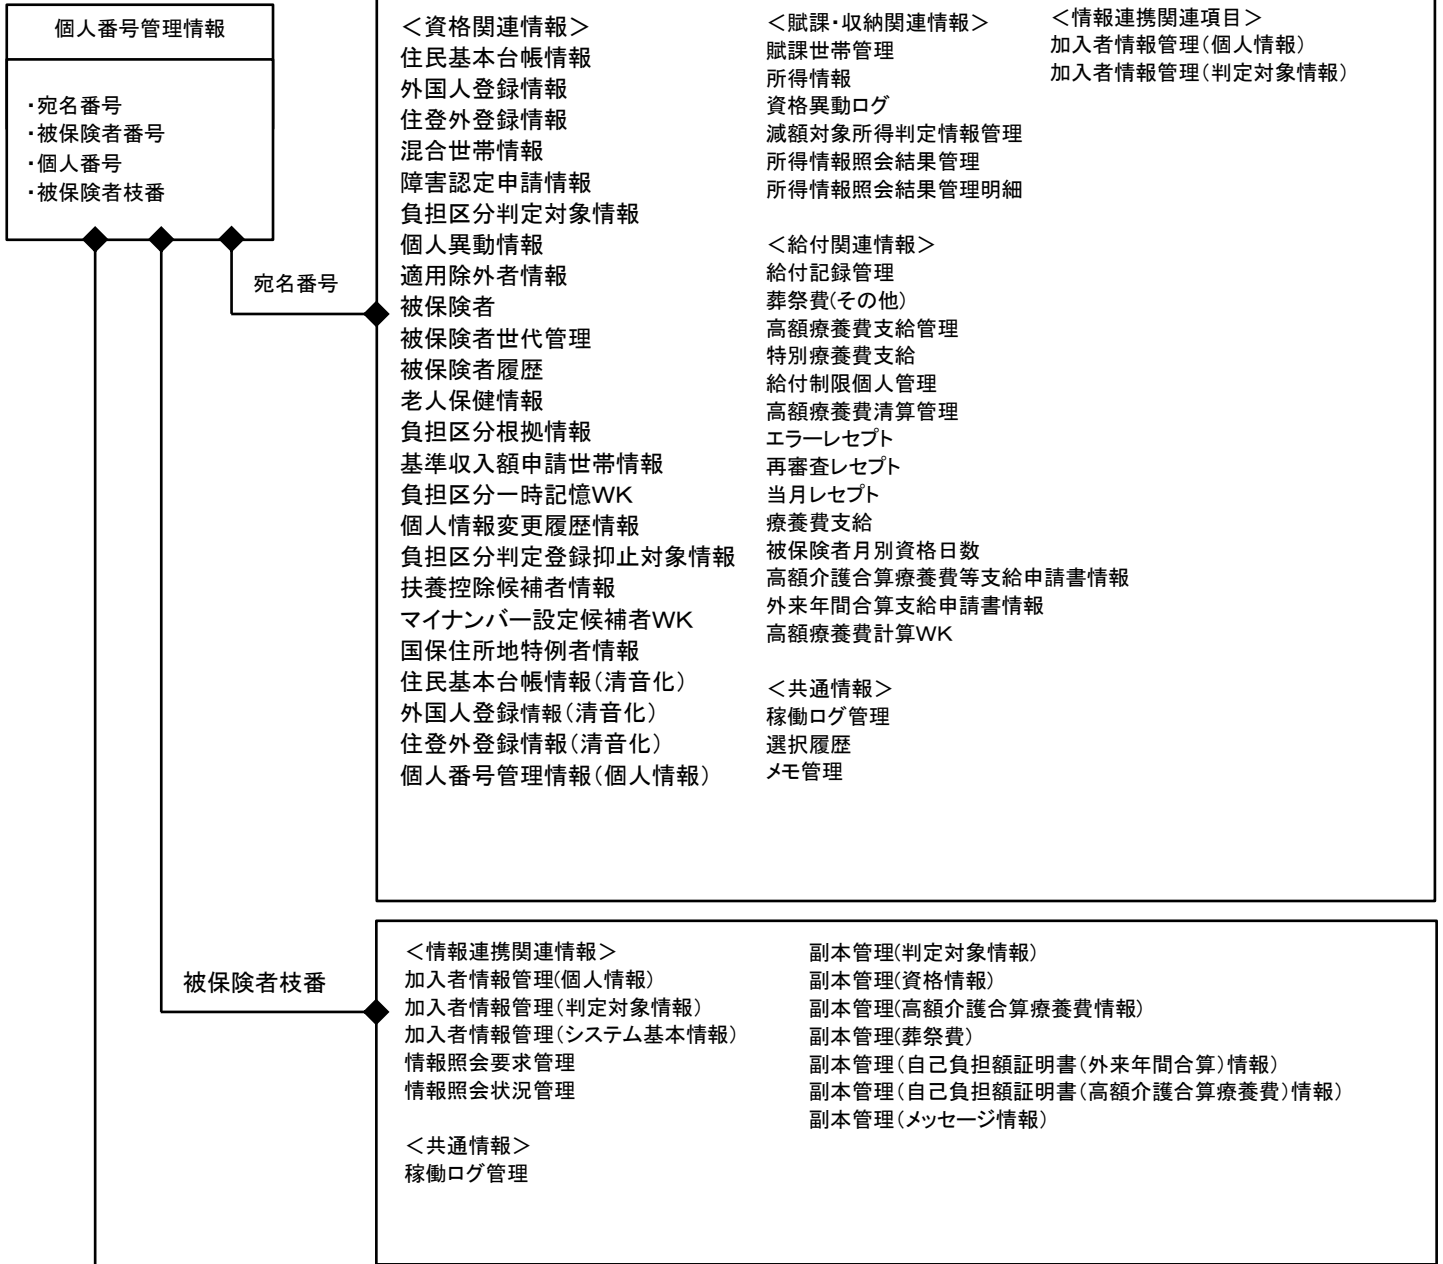 個人番号管理情報
・宛名番号
・被保険者番号
・個人番号
・被保険者枝番
宛名番号
＜資格関連情報＞
住民基本台帳情報
外国人登録情報
住登外登録情報
混合世帯情報
障害認定申請情報
負担区分判定対象情報
個人異動情報
適用除外者情報
被保険者
被保険者世代管理
被保険者履歴
老人保健情報
負担区分根拠情報
基準収入額申請世帯情報
負担区分一時記憶ＷＫ
個人情報変更履歴情報
負担区分判定登録抑止対象情報
扶養控除候補者情報
マイナンバー設定候補者ＷＫ
国保住所地特例者情報
住民基本台帳情報（清音化）
外国人登録情報（清音化）
住登外登録情報（清音化）
個人番号管理情報（個人情報）
＜賦課・収納関連情報＞
賦課世帯管理
所得情報
資格異動ログ
減額対象所得判定情報管理
所得情報照会結果管理
所得情報照会結果管理明細
＜給付関連情報＞
給付記録管理
葬祭費(その他)
高額療養費支給管理
特別療養費支給
給付制限個人管理
高額療養費清算管理
エラーレセプト
再審査レセプト
当月レセプト
療養費支給
被保険者月別資格日数
高額介護合算療養費等支給申請書情報
外来年間合算支給申請書情報
高額療養費計算ＷＫ
＜共通情報＞
稼働ログ管理
選択履歴
メモ管理
＜情報連携関連項目＞
加入者情報管理（個人情報）
加入者情報管理（判定対象情報）
被保険者枝番
＜情報連携関連情報＞
加入者情報管理(個人情報）
加入者情報管理（判定対象情報）
加入者情報管理（システム基本情報）
情報照会要求管理
情報照会状況管理
＜共通情報＞
稼働ログ管理
副本管理(判定対象情報）
副本管理(資格情報）
副本管理(高額介護合算療養費情報）
副本管理(葬祭費）
副本管理（自己負担額証明書（外来年間合算）情報）
副本管理（自己負担額証明書（高額介護合算療養費）情報）
副本管理（メッセージ情報）